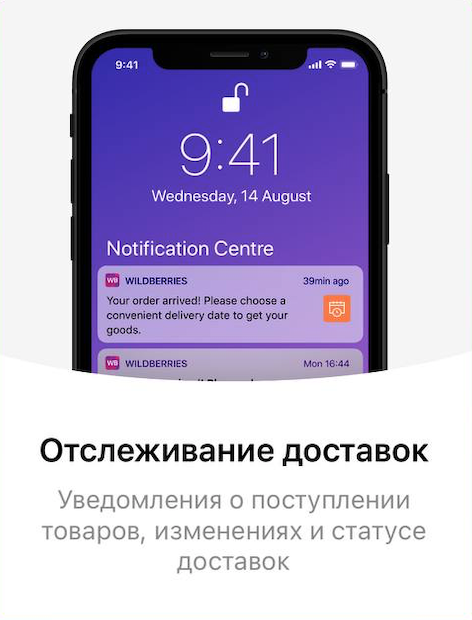 9:41
9:41
Wednesday, 14 August
Notification Centre
WB WILDBERRIES 39min ago
Your order arrived! Please choose a
convenient delivery date to get your
goods.
WB WILDBERRIES Mon 16:44
Отслеживание доставок
Уведомления о поступлении
товаров, изменениях и статусе
доставок